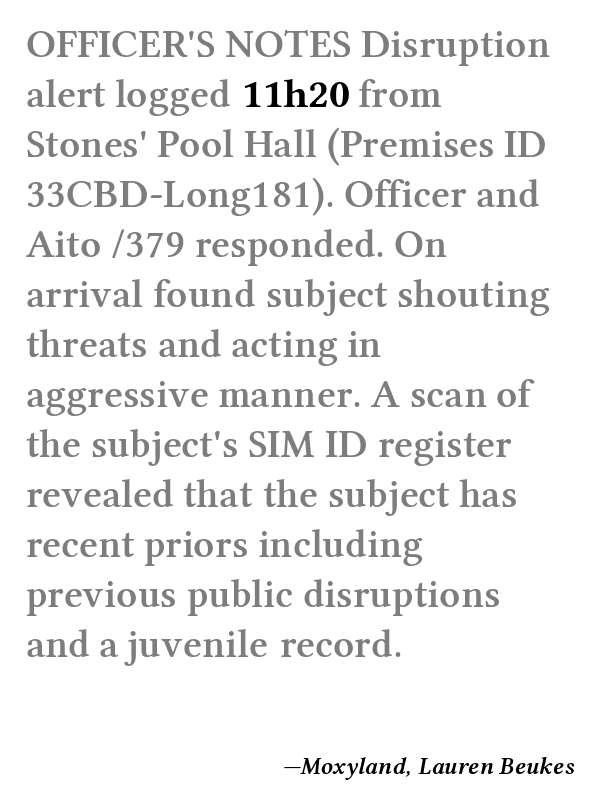 OFFICER'S NOTES Disruption
alert logged 11h20 from
Stones' Pool Hall (Premises ID
33CBD-Long181). Officer and
Aito /379 responded. On
arrival found subject shouting
threats and acting in
aggressive manner. A scan of
the subject's SIM ID register
revealed that the subject has
recent priors including
previous public disruptions
and a juvenile record.
—Moxyland, Lauren Beukes